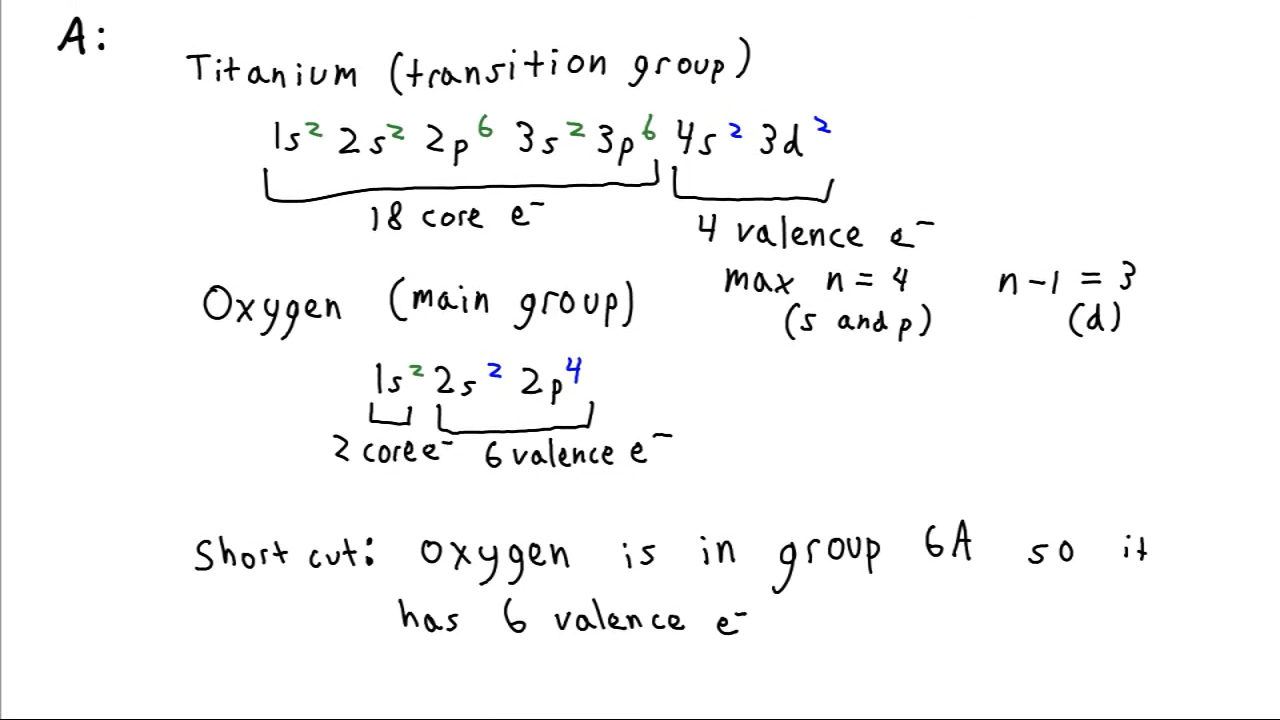 A:
Titanium (transition group)
1s² 2s² 2p⁶ 3s² 3p⁶ 4s² 3d²
18 core e⁻
4 valence e⁻
max n = 4 n-1 = 3
(s and p) (d)
Oxygen (main group)
1s² 2s² 2p⁴
2 core e⁻ 6 valence e⁻
Short cut: oxygen is in group 6A so it
has 6 valence e⁻